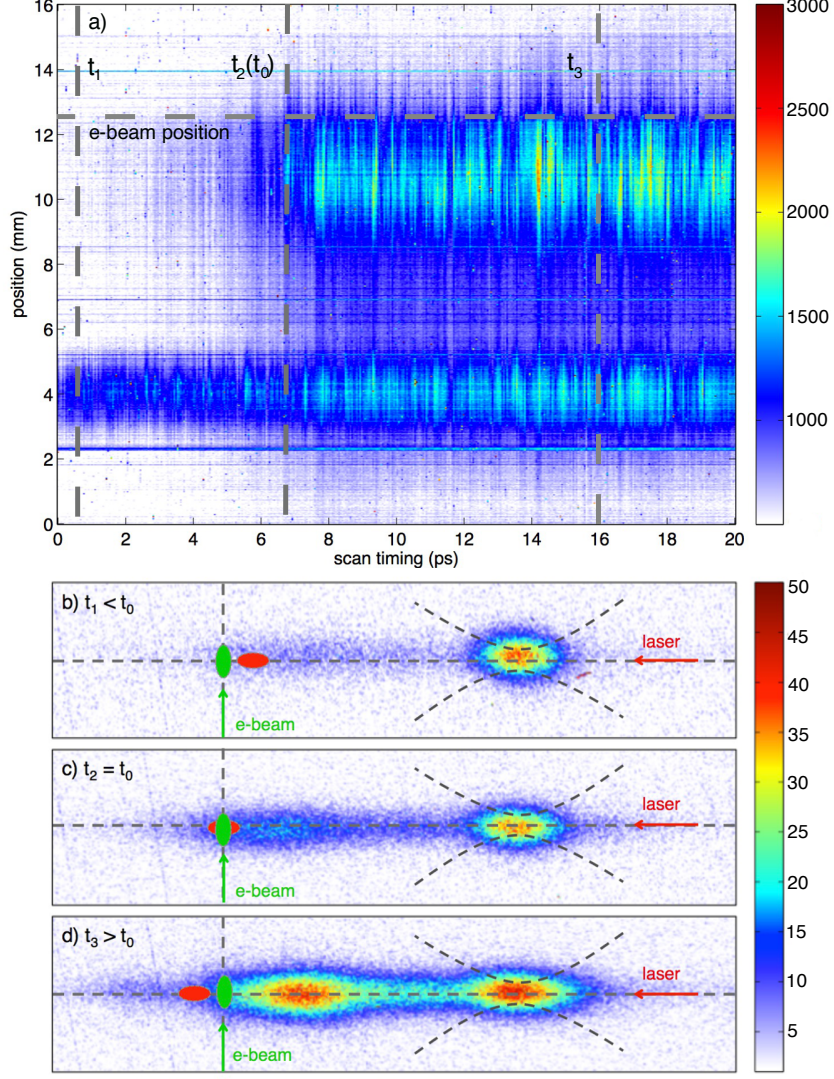 a)
t1
t2(t0)
t3
e-beam position
position (mm)
16
14
12
10
8
6
4
2
0
0 2 4 6 8 10 12 14 16 18 20
scan timing (ps)
3000
2500
2000
1500
1000
b) t1 < t0
laser
e-beam
c) t2 = t0
laser
e-beam
d) t3 > t0
laser
e-beam
50
45
40
35
30
25
20
15
10
5